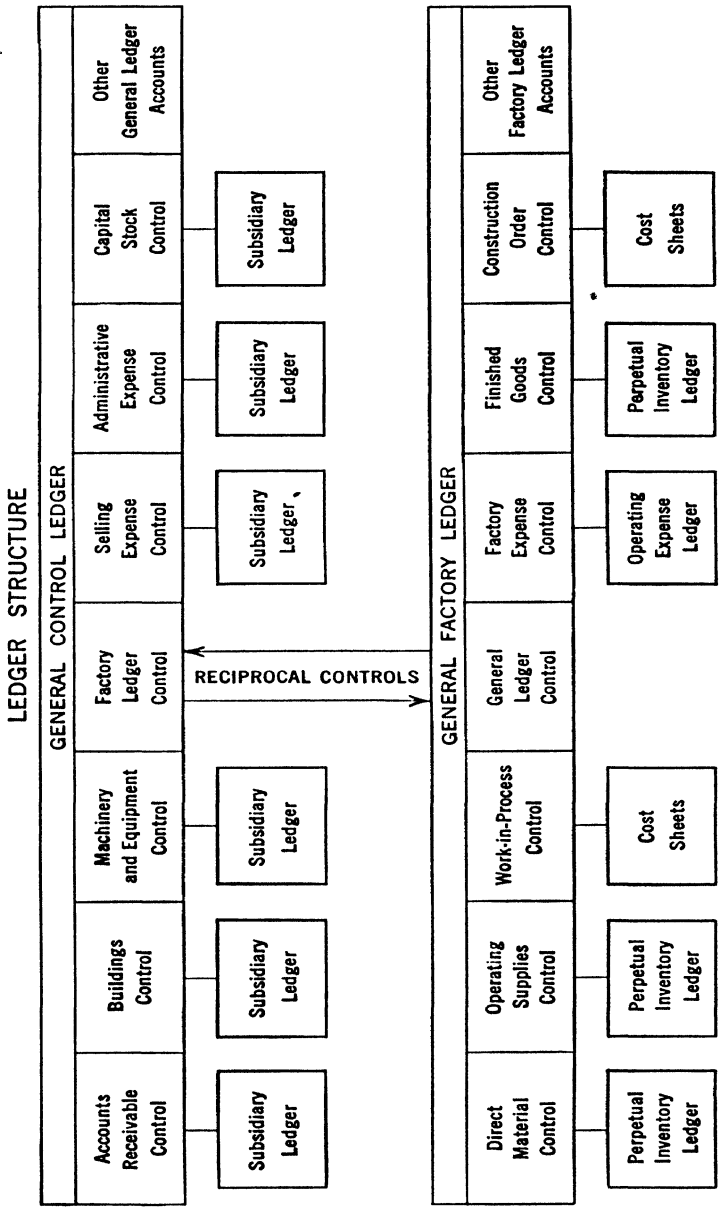 LEDGER STRUCTURE
GENERAL CONTROL LEDGER
Accounts
Receivable
Control
Buildings
Control
Machinery
and Equipment
Control
Factory
Ledger
Control
Selling
Expense
Control
Administrative
Expense
Control
Capital
Stock
Control
Other
General Ledger
Accounts
Subsidiary
Ledger
Subsidiary
Ledger
Subsidiary
Ledger
Subsidiary
Ledger
Subsidiary
Ledger
Subsidiary
Ledger
RECIPROCAL CONTROLS
GENERAL FACTORY LEDGER
Direct
Material
Control
Operating
Supplies
Control
Work-in-Process
Control
General
Ledger
Control
Factory
Expense
Control
Finished
Goods
Control
Construction
Order
Control
Other
Factory Ledger
Accounts
Perpetual
Inventory
Ledger
Perpetual
Inventory
Ledger
Cost
Sheets
Operating
Expense
Ledger
Perpetual
Inventory
Ledger
Cost
Sheets